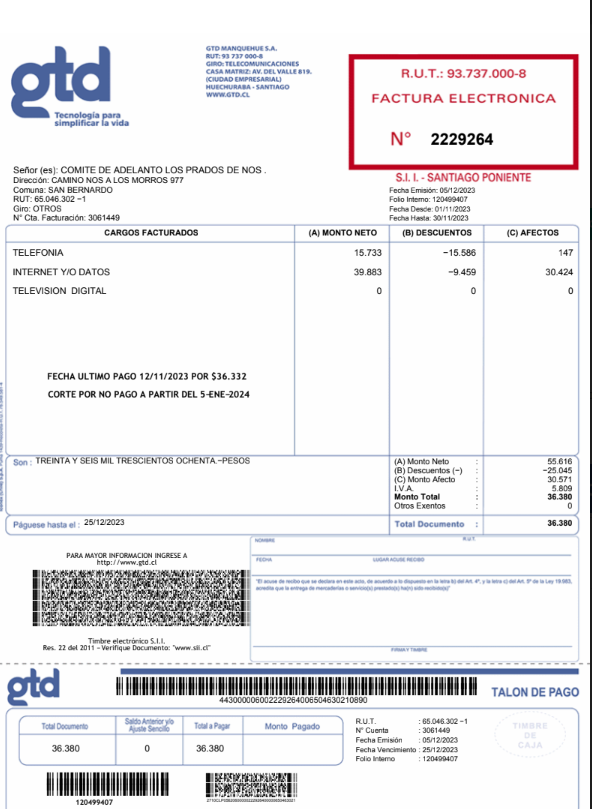 gtd
Tecnología para
simplificar la vida
GTD MANQUEHUE S.A.
RUT: 93 737 000-8
GIRO: TELECOMUNICACIONES
CASA MATRIZ: AV. DEL VALLE 819.
(CIUDAD EMPRESARIAL)
HUECHURABA - SANTIAGO
WWW.GTD.CL
R.U.T.: 93.737.000-8
FACTURA ELECTRONICA
N° 2229264
S.I. I. - SANTIAGO PONIENTE
Señor (es): COMITE DE ADELANTO LOS PRADOS DE NOS .
Dirección: CAMINO NOS A LOS MORROS 977
Comuna: SAN BERNARDO
RUT: 65.046.302 −1
Giro: OTROS
N° Cta. Facturación: 3061449
Fecha Emisión: 05/12/2023
Folio Interno: 120499407
Fecha Desde: 01/11/2023
Fecha Hasta: 30/11/2023
CARGOS FACTURADOS (A) MONTO NETO (B) DESCUENTOS (C) AFECTOS
TELEFONIA 15.733 −15.586 147
INTERNET Y/O DATOS 39.883 −9.459 30.424
TELEVISION DIGITAL 0 0 0
FECHA ULTIMO PAGO 12/11/2023 POR $36.332
CORTE POR NO PAGO A PARTIR DEL 5-ENE-2024
Son : TREINTA Y SEIS MIL TRESCIENTOS OCHENTA.−PESOS
(A) Monto Neto : 55.616
(B) Descuentos (−) : −25.045
(C) Monto Afecto : 30.571
I.V.A. : 5.809
Monto Total : 36.380
Otros Exentos : 0
Páguese hasta el : 25/12/2023
Total Documento : 36.380
PARA MAYOR INFORMACION INGRESE A
http://www.gtd.cl
Timbre electrónico S.I.I.
Res. 22 del 2011 − Verifique Documento: "www.sii.cl"
NOMBRE R.U.T.
FECHA LUGAR ACUSE RECIBO
"El acuse de recibo que se declara en este acto, de acuerdo a lo dispuesto en la letra b) del Art. 4°, y la letra c) del Art. 5° de la Ley 19.983,
acredita que la entrega de mercaderías o servicio(s) prestado(s) ha(n) sido recibido(s)"
FIRMA Y TIMBRE
gtd
44300000600222926400650463021​0890
TALON DE PAGO
Total Documento Saldo Anterior y/o Ajuste Sencillo Total a Pagar Monto Pagado
36.380 0 36.380
R.U.T. : 65.046.302 −1
N° Cuenta : 3061449
Fecha Emisión : 05/12/2023
Fecha Vencimiento : 25/12/2023
Folio Interno : 120499407
TIMBRE
DE
CAJA
120499407